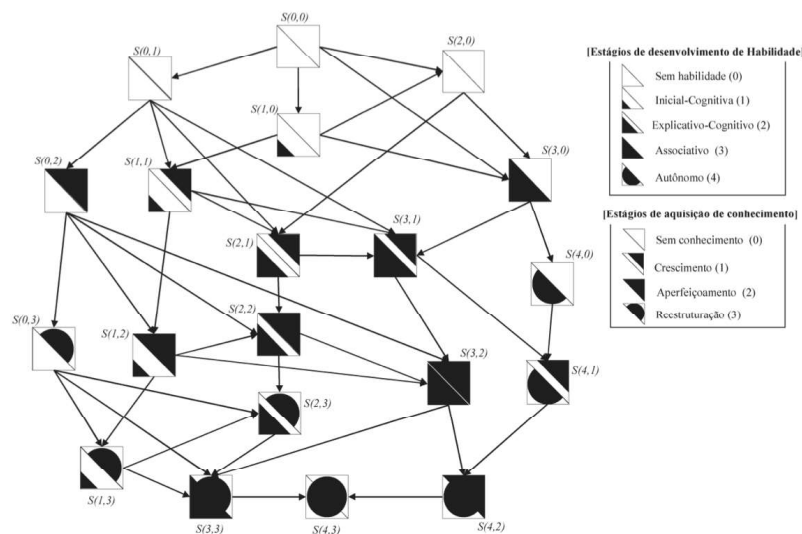 S(0,0)
S(0,1)
S(2,0)
S(1,0)
S(0,2)
S(1,1)
S(3,0)
S(3,1)
S(2,1)
S(4,0)
S(2,2)
S(0,3)
S(1,2)
S(3,2)
S(4,1)
S(2,3)
S(1,3)
S(3,3)
S(4,3)
S(4,2)
[Estágios de desenvolvimento de Habilidade]
Sem habilidade (0)
Inicial-Cognitiva (1)
Explicativo-Cognitivo (2)
Associativo (3)
Autônomo (4)
[Estágios de aquisição de conhecimento]
Sem conhecimento (0)
Crescimento (1)
Aperfeiçoamento (2)
Reestruturação (3)